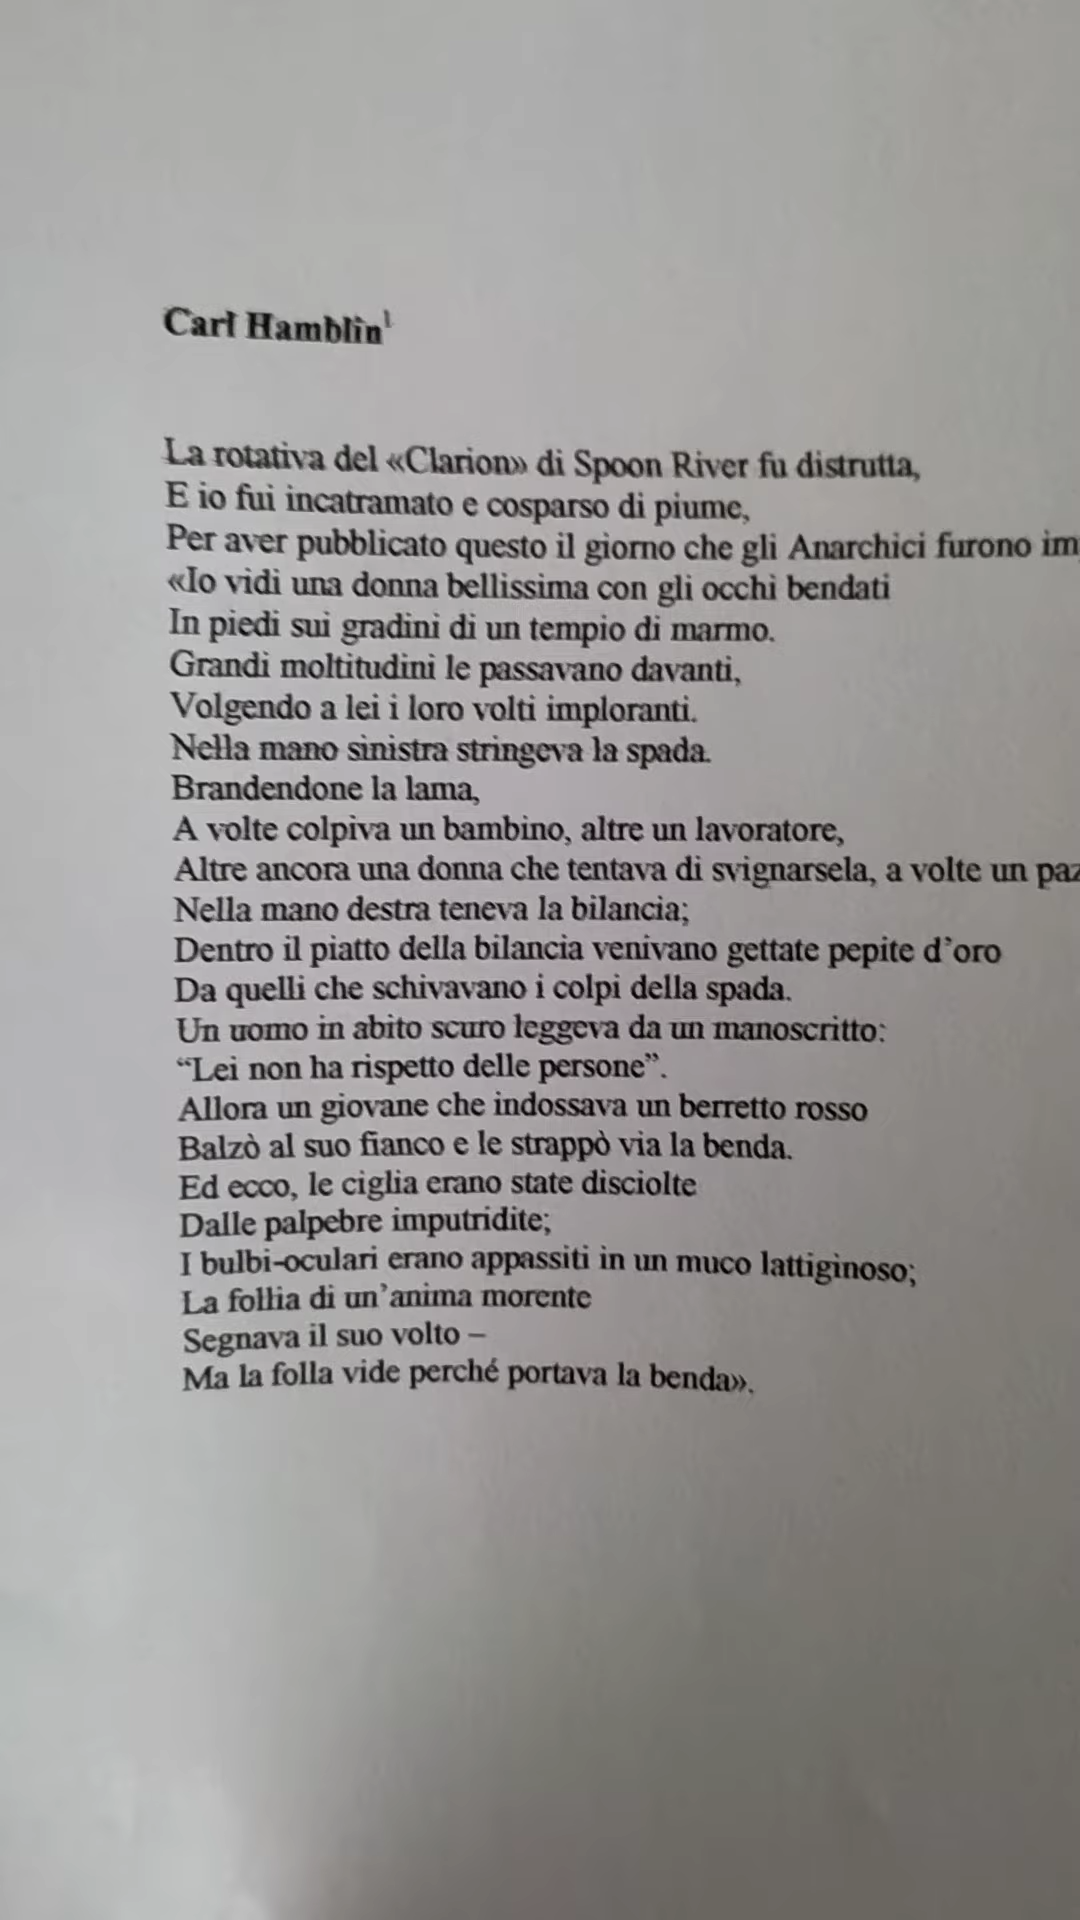 Carl Hamblin¹
La rotativa del «Clarion» di Spoon River fu distrutta,
E io fui incatramato e cosparso di piume,
Per aver pubblicato questo il giorno che gli Anarchici furono im
«Io vidi una donna bellissima con gli occhi bendati
In piedi sui gradini di un tempio di marmo.
Grandi moltitudini le passavano davanti,
Volgendo a lei i loro volti imploranti.
Nella mano sinistra stringeva la spada.
Brandendone la lama,
A volte colpiva un bambino, altre un lavoratore,
Altre ancora una donna che tentava di svignarsela, a volte un paz
Nella mano destra teneva la bilancia;
Dentro il piatto della bilancia venivano gettate pepite d’oro
Da quelli che schivavano i colpi della spada.
Un uomo in abito scuro leggeva da un manoscritto:
“Lei non ha rispetto delle persone”.
Allora un giovane che indossava un berretto rosso
Balzò al suo fianco e le strappò via la benda.
Ed ecco, le ciglia erano state disciolte
Dalle palpebre imputridite;
I bulbi-oculari erano appassiti in un muco lattiginoso;
La follia di un’anima morente
Segnava il suo volto –
Ma la folla vide perché portava la benda».